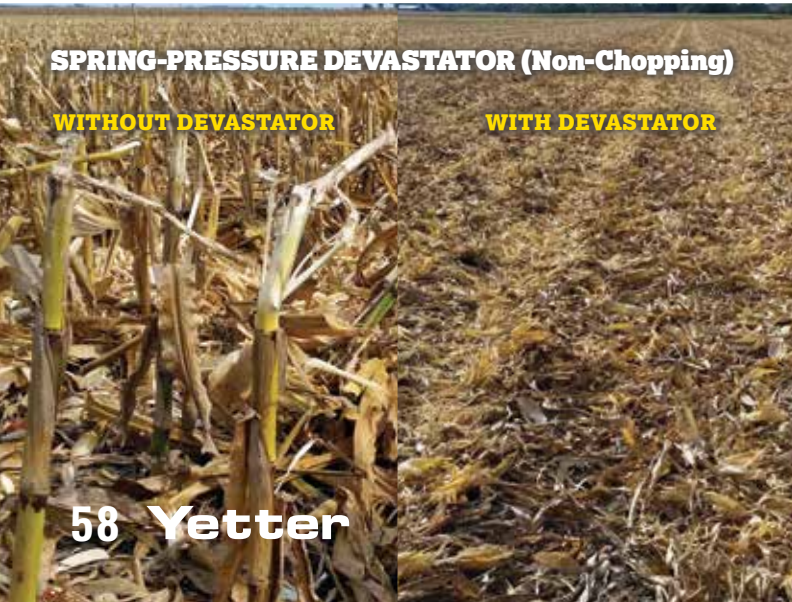 SPRING-PRESSURE DEVASTATOR (Non-Chopping)
WITHOUT DEVASTATOR
WITH DEVASTATOR
58 Yetter